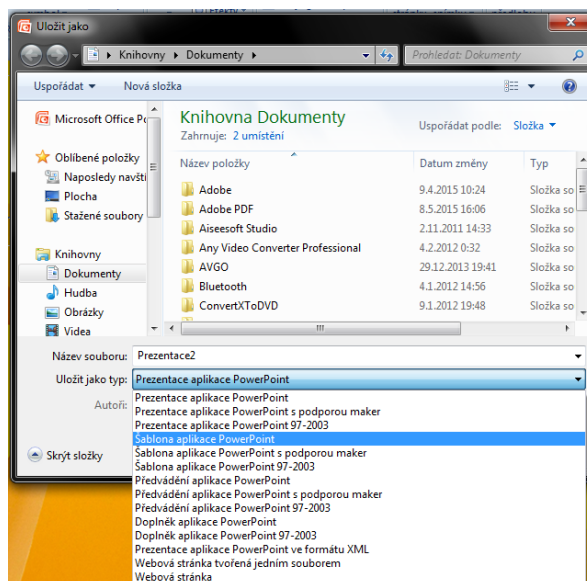 Uložit jako
Knihovny Dokumenty
Prohledat: Dokumenty
Uspořádat Nová složka
Microsoft Office Po
Oblíbené položky
Naposledy navští
Plocha
Stažené soubory
Knihovny
Dokumenty
Hudba
Obrázky
Videa
Knihovna Dokumenty
Zahrnuje: 2 umístění
Uspořádat podle: Složka
Název položky Datum změny Typ
Adobe 9.4.2015 10:24 Složka so
Adobe PDF 8.5.2015 16:06 Složka so
Aiseesoft Studio 2.11.2011 14:33 Složka so
Any Video Converter Professional 4.2.2012 0:32 Složka so
AVGO 29.12.2013 19:41 Složka so
Bluetooth 4.1.2012 14:56 Složka so
ConvertXToDVD 9.1.2012 19:48 Složka so
Název souboru: Prezentace2
Uložit jako typ: Prezentace aplikace PowerPoint
Autoři:
Prezentace aplikace PowerPoint
Prezentace aplikace PowerPoint s podporou maker
Prezentace aplikace PowerPoint 97-2003
Šablona aplikace PowerPoint
Šablona aplikace PowerPoint s podporou maker
Šablona aplikace PowerPoint 97-2003
Předvádění aplikace PowerPoint
Předvádění aplikace PowerPoint s podporou maker
Předvádění aplikace PowerPoint 97-2003
Doplněk aplikace PowerPoint
Doplněk aplikace PowerPoint 97-2003
Prezentace aplikace PowerPoint ve formátu XML
Webová stránka tvořená jedním souborem
Webová stránka
Skrýt složky